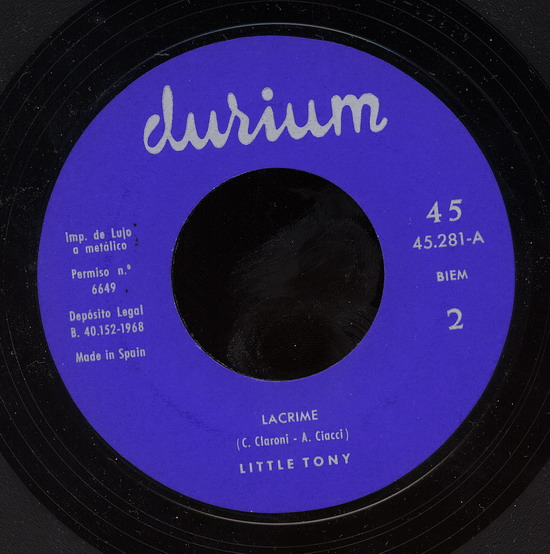 durium
Imp. de Lujo
a metálico
Permiso n.º
6649
Depósito Legal
B. 40.152-1968
Made in Spain
45
45.281-A
BIEM
2
LACRIME
(C. Claroni - A. Ciacci)
LITTLE TONY